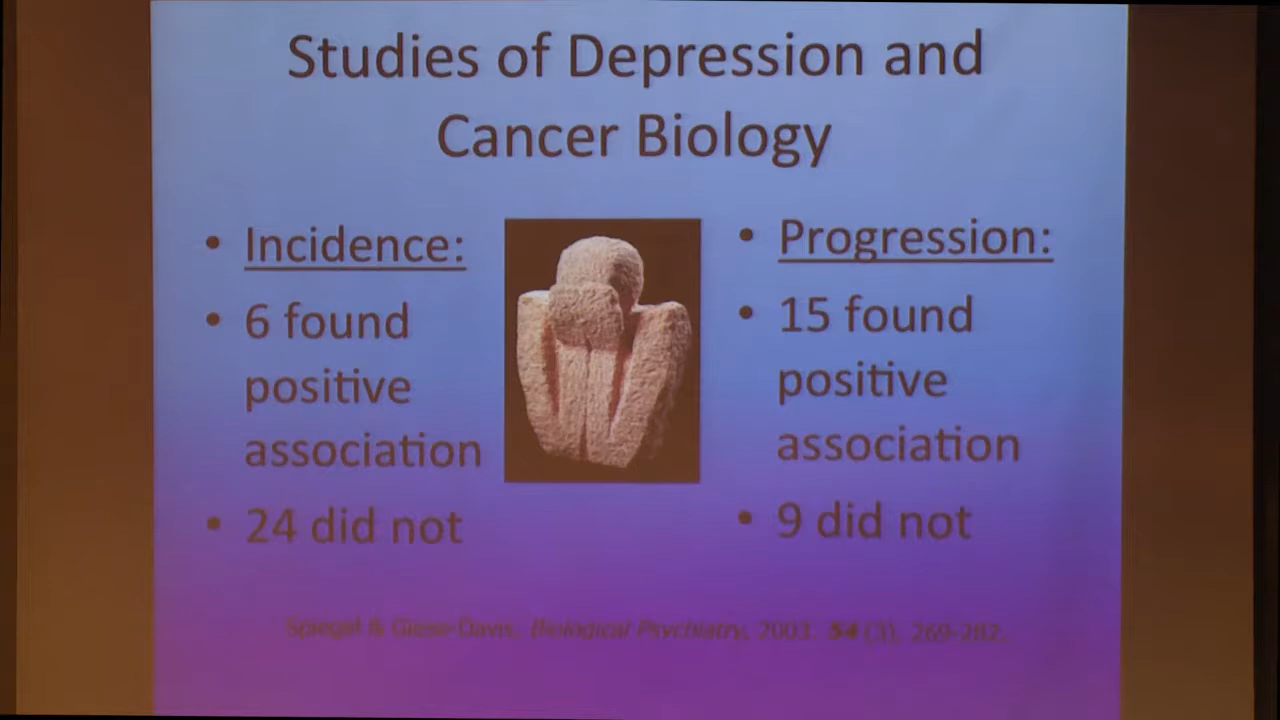 Studies of Depression and
Cancer Biology
• Incidence:
• 6 found
positive
association
• 24 did not
• Progression:
• 15 found
positive
association
• 9 did not
Spiegel & Giese-Davis, Biological Psychiatry, 2003. 54 (3), 269-282.